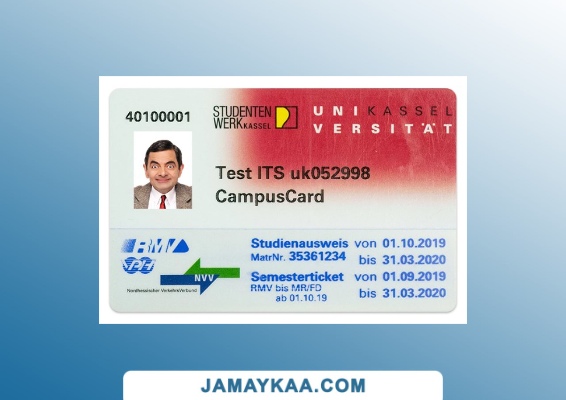 40100001
STUDENTEN
WERK KASSEL
UNIKASSEL
VERSITÄT
Test ITS uk052998
CampusCard
RMV
NVV
Nordhessischer VerkehrsVerbund
Studienausweis von 01.10.2019
MatrNr. 35361234 bis 31.03.2020
Semesterticket von 01.09.2019
RMV bis MR/FD
ab 01.10.19 bis 31.03.2020
JAMAYKAA.COM